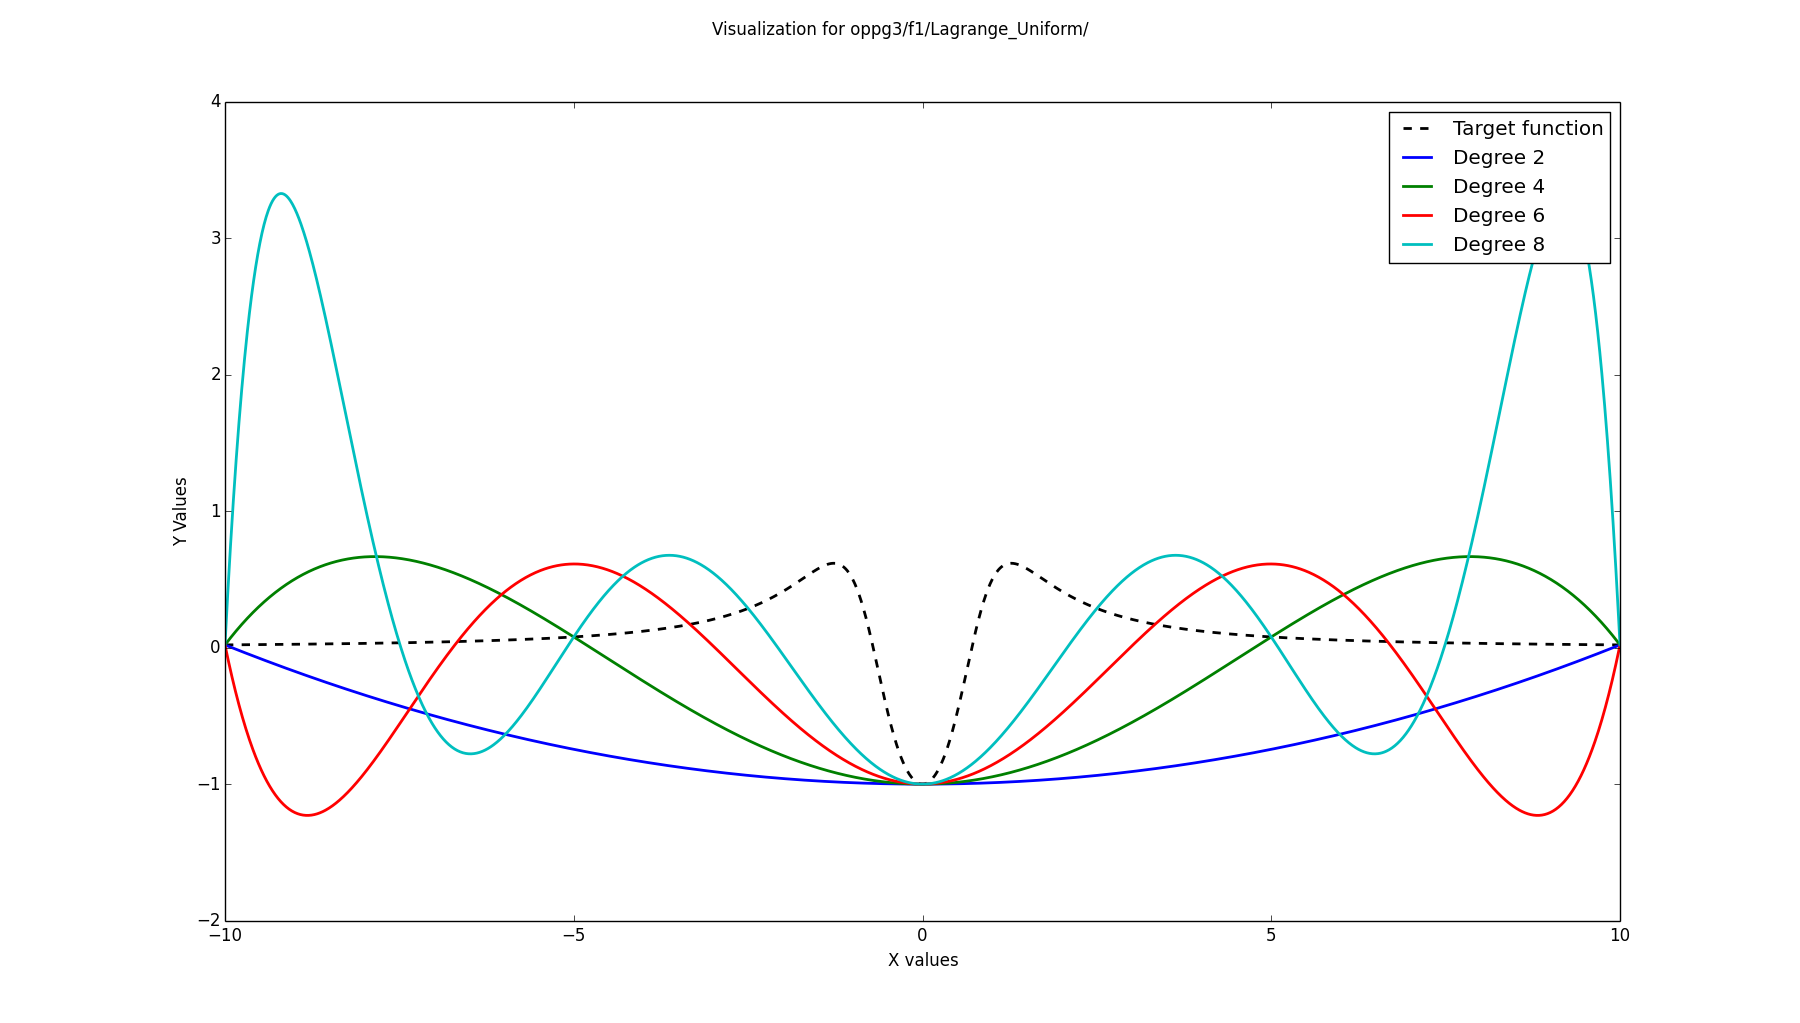 Visualization for oppg3/f1/Lagrange_Uniform/
4
3
2
1
0
−1
−2
Y Values
Target function
Degree 2
Degree 4
Degree 6
Degree 8
−10
−5
0
5
10
X values